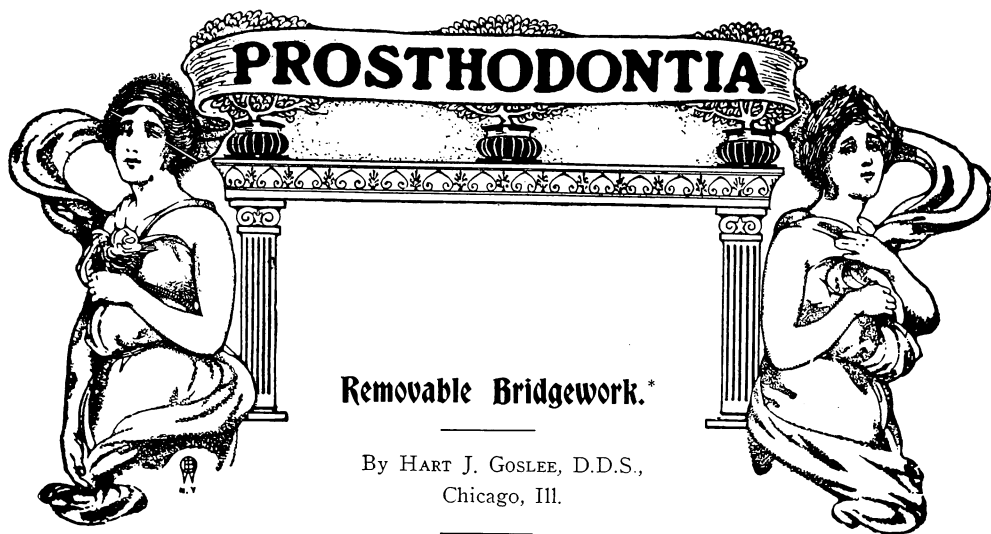 PROSTHODONTIA
Removable Bridgework.*
By HART J. GOSLEE, D.D.S.,
Chicago, Ill.
N.Y